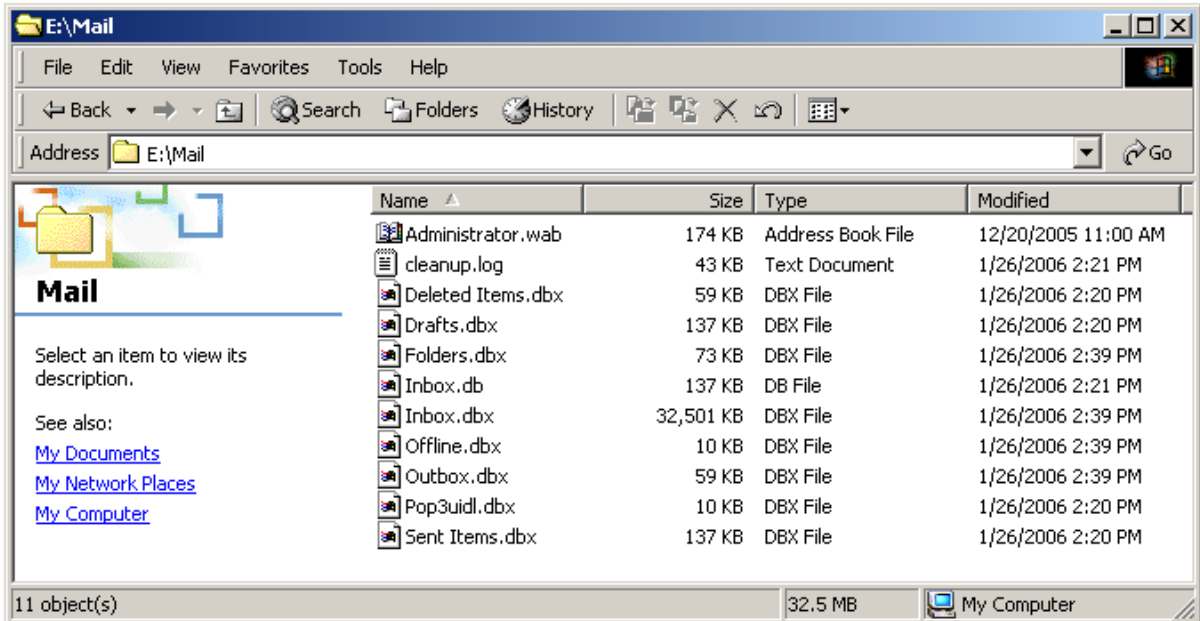 E:\Mail
File Edit View Favorites Tools Help
Back Search Folders History
Address E:\Mail Go
Name Size Type Modified
Administrator.wab 174 KB Address Book File 12/20/2005 11:00 AM
cleanup.log 43 KB Text Document 1/26/2006 2:21 PM
Deleted Items.dbx 59 KB DBX File 1/26/2006 2:20 PM
Drafts.dbx 137 KB DBX File 1/26/2006 2:20 PM
Folders.dbx 73 KB DBX File 1/26/2006 2:39 PM
Inbox.db 137 KB DB File 1/26/2006 2:21 PM
Inbox.dbx 32,501 KB DBX File 1/26/2006 2:39 PM
Offline.dbx 10 KB DBX File 1/26/2006 2:39 PM
Outbox.dbx 59 KB DBX File 1/26/2006 2:39 PM
Pop3uidl.dbx 10 KB DBX File 1/26/2006 2:20 PM
Sent Items.dbx 137 KB DBX File 1/26/2006 2:20 PM
Mail
Select an item to view its
description.
See also:
My Documents
My Network Places
My Computer
11 object(s) 32.5 MB My Computer